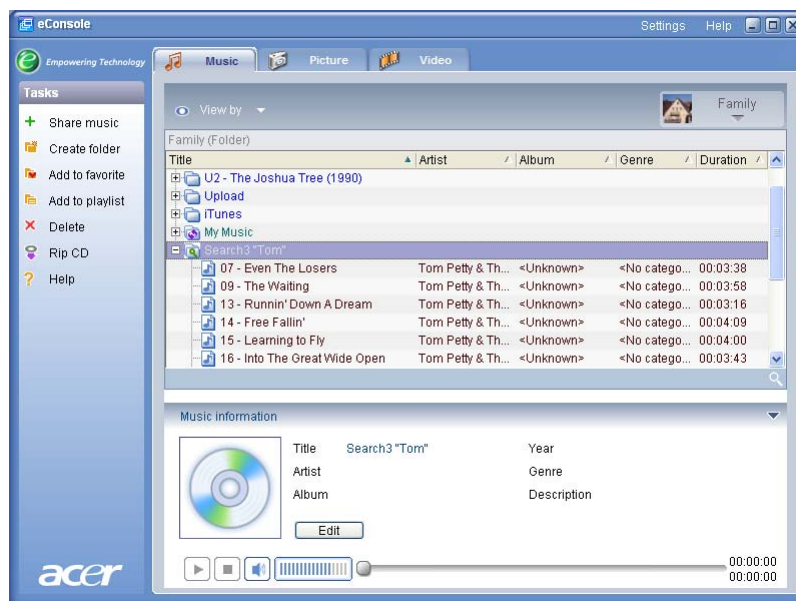 eConsole
Settings Help
Empowering Technology
Music Picture Video
Tasks
Share music
Create folder
Add to favorite
Add to playlist
Delete
Rip CD
Help
View by
Family
Family (Folder)
Title Artist Album Genre Duration
U2 - The Joshua Tree (1990)
Upload
iTunes
My Music
Search3 "Tom"
07 - Even The Losers Tom Petty & Th... <Unknown> <No catego... 00:03:38
09 - The Waiting Tom Petty & Th... <Unknown> <No catego... 00:03:58
13 - Runnin' Down A Dream Tom Petty & Th... <Unknown> <No catego... 00:03:16
14 - Free Fallin' Tom Petty & Th... <Unknown> <No catego... 00:04:09
15 - Learning to Fly Tom Petty & Th... <Unknown> <No catego... 00:04:00
16 - Into The Great Wide Open Tom Petty & Th... <Unknown> <No catego... 00:03:43
Music information
Title Search3 "Tom" Year
Artist Genre
Album Description
Edit
00:00:00
00:00:00
acer